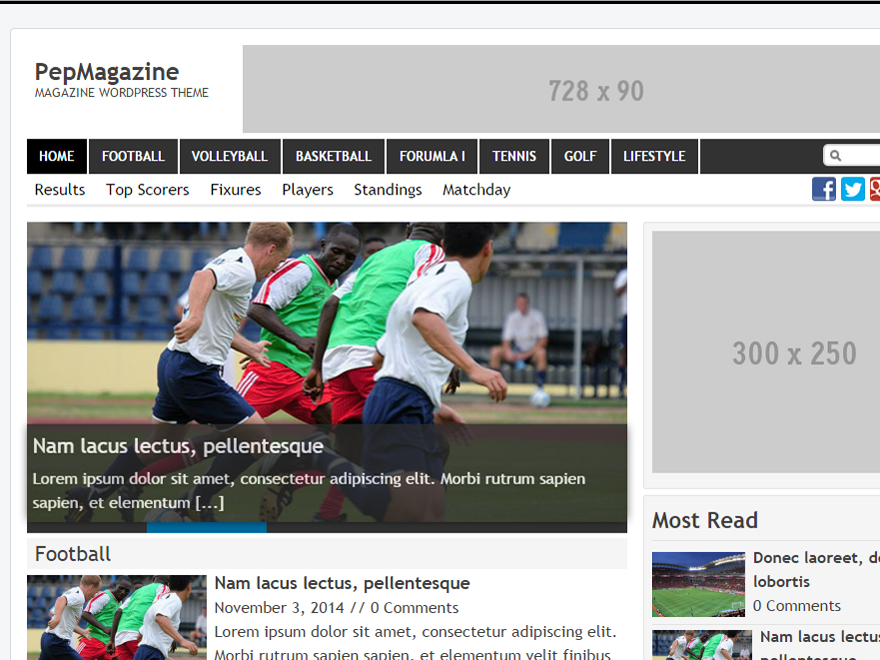 PepMagazine
MAGAZINE WORDPRESS THEME
728 x 90
HOME FOOTBALL VOLLEYBALL BASKETBALL FORUMLA I TENNIS GOLF LIFESTYLE
Results Top Scorers Fixures Players Standings Matchday
Nam lacus lectus, pellentesque
Lorem ipsum dolor sit amet, consectetur adipiscing elit. Morbi rutrum sapien
sapien, et elementum [...]
300 x 250
Football
Nam lacus lectus, pellentesque
November 3, 2014 // 0 Comments
Lorem ipsum dolor sit amet, consectetur adipiscing elit.
Morbi rutrum sapien sapien, et elementum velit finibus
Most Read
Donec laoreet,
lobortis
0 Comments
Nam lacus lectus
pellentesque